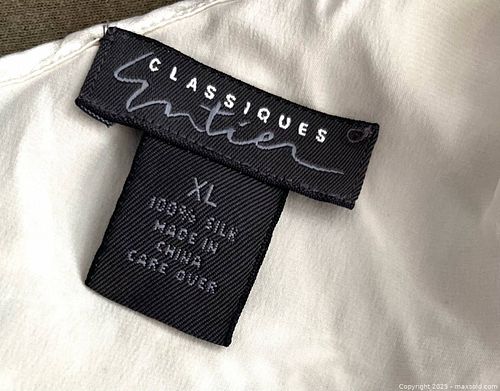 CLASSIQUES
Entier
XL
100% SILK
MADE IN
CHINA
CARE OVER
Copyright 2025 - maxsold.com